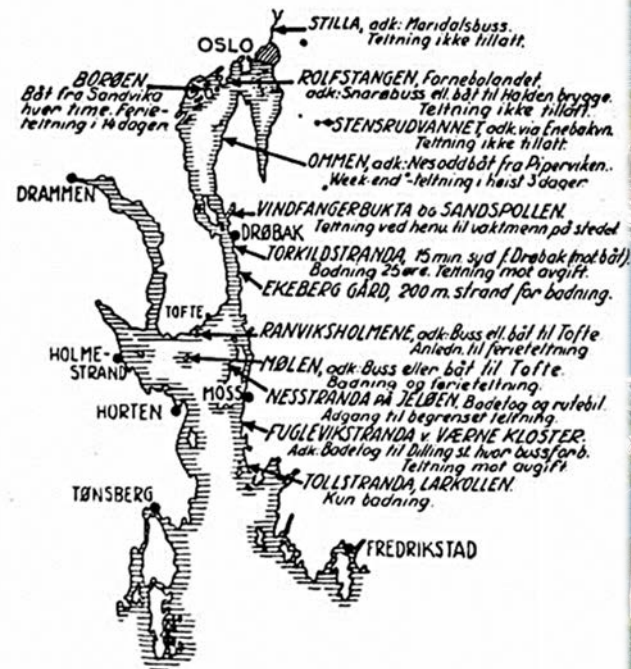 STILLA, adk: Maridalsbuss.
Teltning ikke tillatt.
OSLO
BORØEN
Båt fra Sandvika
hver time. Ferie-
teltning i 14 dager
ROLFSTANGEN, Fornebolandet.
adk: Snarøbuss ell. båt til Halden brygge.
Teltning ikke tillatt.
STENSRUDVANNET, adk. via Enebakvn.
Teltning ikke tillatt.
OMMEN, adk: Nesoddbåt fra Piperviken.
"Week-end"-teltning i høist 3 dager.
DRAMMEN
VINDFANGERBUKTA og SANDSPOLLEN.
Teltning ved henv. til vaktmenn på stedet
DRØBAK
TORKILDSTRANDA, 15 min. syd f. Drøbak (motbåt).
Badning 25 øre. Teltning mot avgift.
EKEBERG GÅRD, 200 m. strand for badning.
TOFTE
RANVIKSHOLMENE, adk: Buss ell. båt til Tofte
Anledn. til ferieteltning
HOLME-
STRAND
MØLEN, adk: Buss eller båt til Tofte.
Badning og ferieteltning.
MOSS
NESSTRANDA på JELØEN. Badetog og rutebil.
Adgang til begrenset teltning.
HORTEN
FUGLEVIKSTRANDA v. VÆRNE KLOSTER.
Adk. Badetog til Dilling st. hvor bussforb.
Teltning mot avgift
TOLLSTRANDA, LARKOLLEN.
Kun badning.
TØNSBERG
FREDRIKSTAD